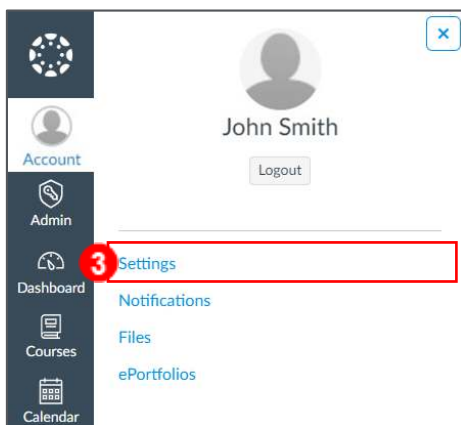 ×
John Smith
Logout
Account
Admin
Dashboard
Courses
Calendar
3
Settings
Notifications
Files
ePortfolios